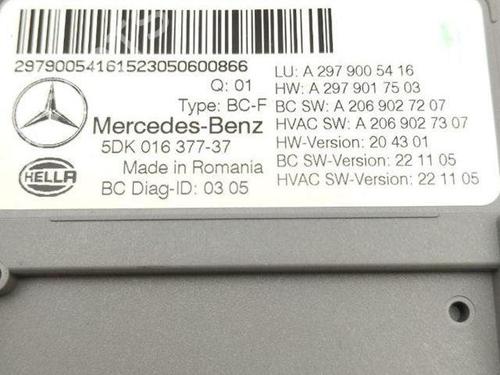 29790054161523050600866
Q: 01
Type: BC-F
Mercedes-Benz
5DK 016 377-37
Made in Romania
BC Diag-ID: 03 05
HELLA
LU: A 297 900 54 16
HW: A 297 901 75 03
BC SW: A 206 902 72 07
HVAC SW: A 206 902 73 07
HW-Version: 20 43 01
BC SW-Version: 22 11 05
HVAC SW-Version: 22 11 05